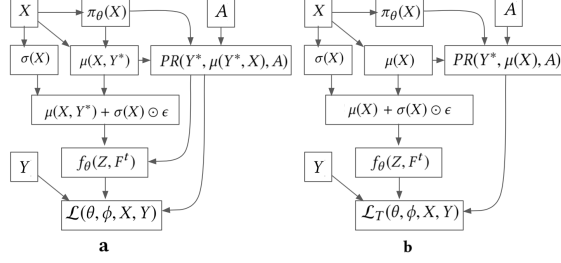 X π_θ(X) A
σ(X) μ(X, Y*) PR(Y*, μ(Y*, X), A)
μ(X, Y*) + σ(X) ⊙ ϵ
Y f_θ(Z, F^t)
ℒ(θ, ϕ, X, Y)
a
X π_θ(X) A
σ(X) μ(X) PR(Y*, μ(X), A)
μ(X) + σ(X) ⊙ ϵ
Y f_θ(Z, F^t)
ℒ_T(θ, ϕ, X, Y)
b